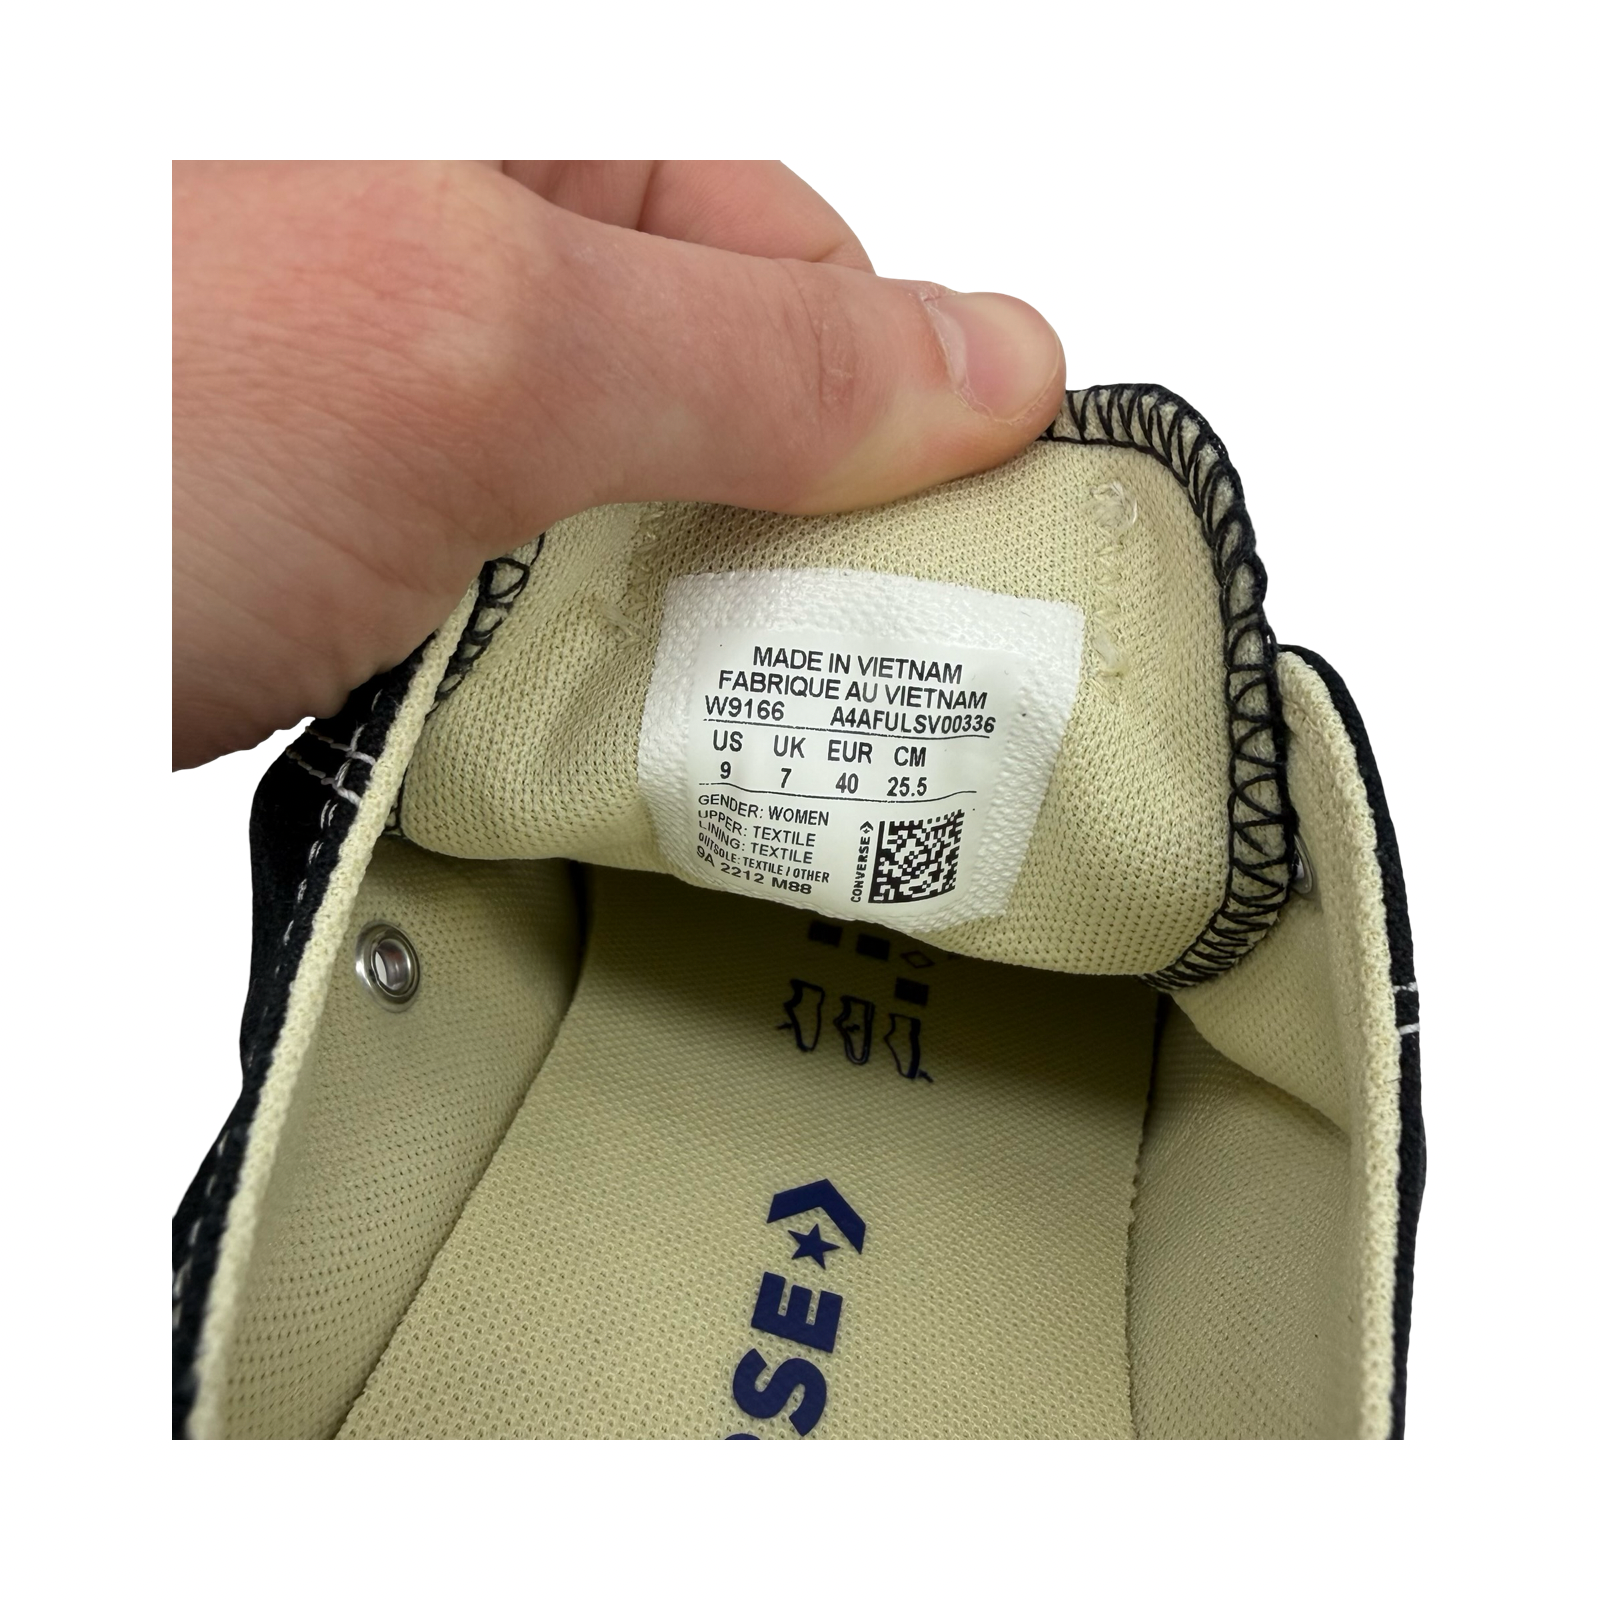 MADE IN VIETNAM
FABRIQUE AU VIETNAM
W9166 A4AFULSV00336
US UK EUR CM
9 7 40 25.5
GENDER: WOMEN
UPPER: TEXTILE
LINING: TEXTILE
OUTSOLE: TEXTILE / OTHER
9A 2212 M88
CONVERSE
RSE